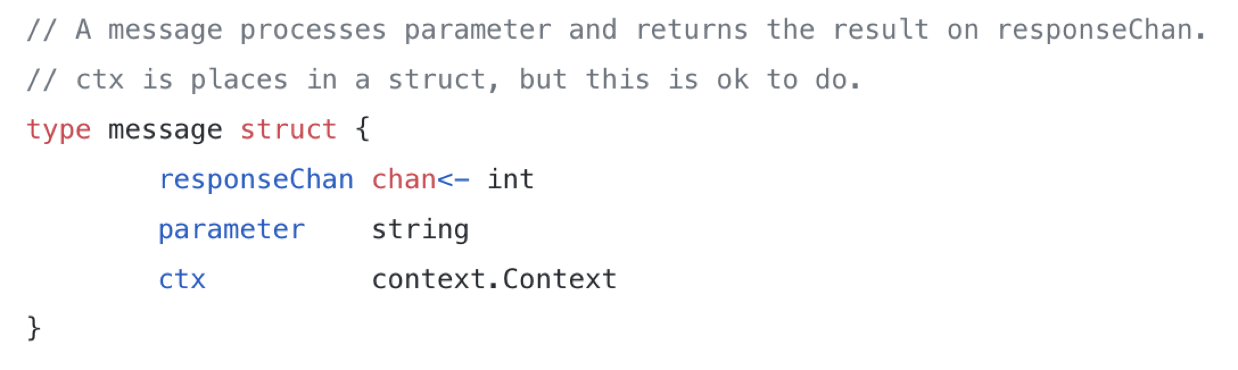 // A message processes parameter and returns the result on responseChan.
// ctx is places in a struct, but this is ok to do.
type message struct {
        responseChan chan<- int
        parameter    string
        ctx          context.Context
}